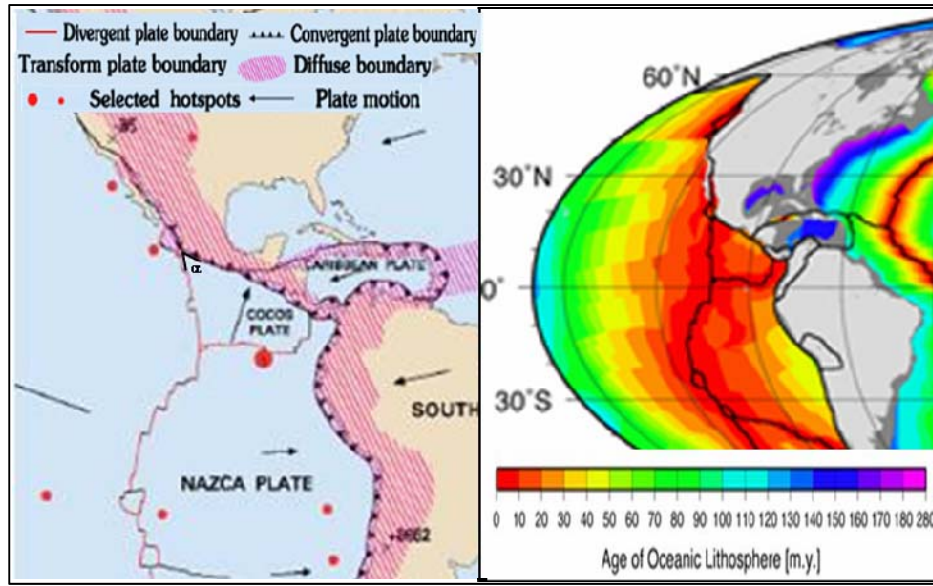 Divergent plate boundary Convergent plate boundary
Transform plate boundary Diffuse boundary
Selected hotspots Plate motion
α
CARIBBEAN PLATE
COCOS
PLATE
SOUTH
NAZCA PLATE
60°N
30°N
0°
30°S
0 10 20 30 40 50 60 70 80 90 100 110 120 130 140 150 160 170 180 280
Age of Oceanic Lithosphere [m.y.]